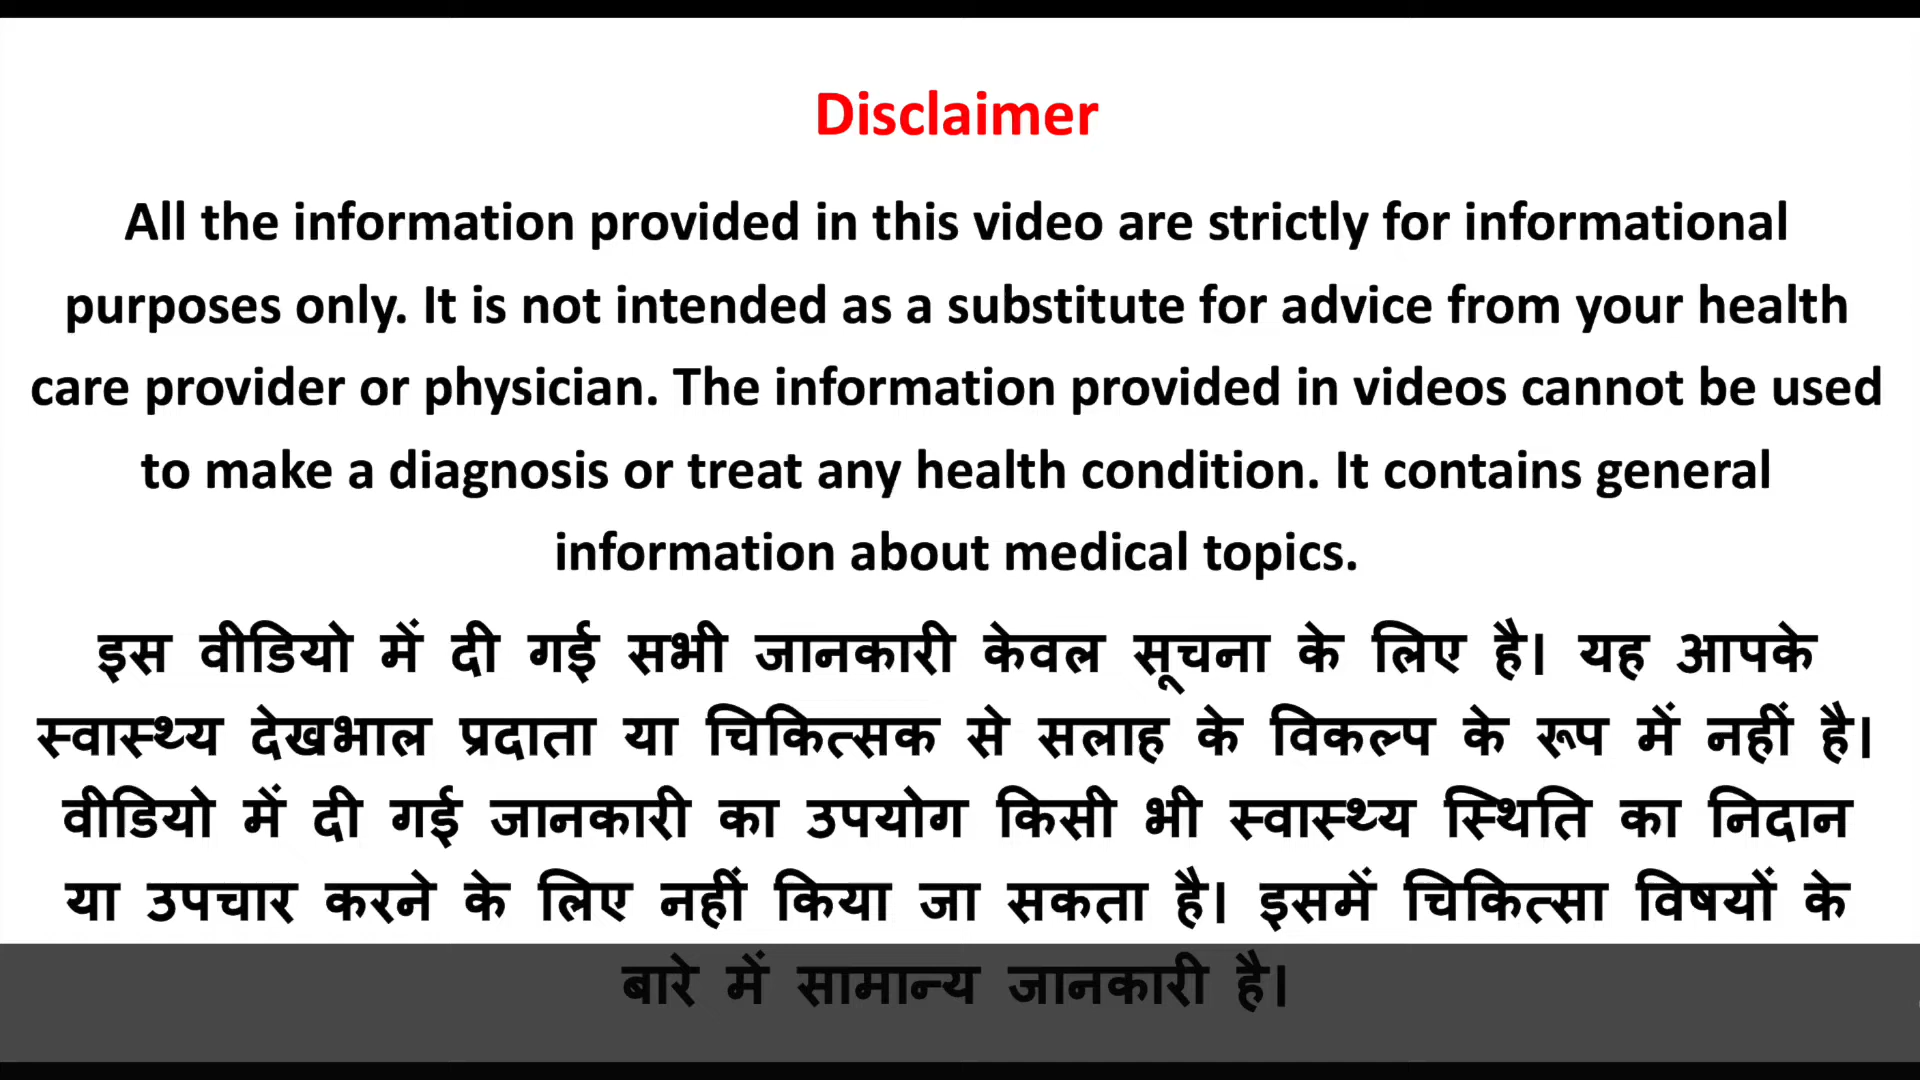 Disclaimer
All the information provided in this video are strictly for informational
purposes only. It is not intended as a substitute for advice from your health
care provider or physician. The information provided in videos cannot be used
to make a diagnosis or treat any health condition. It contains general
information about medical topics.
इस वीडियो में दी गई सभी जानकारी केवल सूचना के लिए है। यह आपके
स्वास्थ्य देखभाल प्रदाता या चिकित्सक से सलाह के विकल्प के रूप में नहीं है।
वीडियो में दी गई जानकारी का उपयोग किसी भी स्वास्थ्य स्थिति का निदान
या उपचार करने के लिए नहीं किया जा सकता है। इसमें चिकित्सा विषयों के
बारे में सामान्य जानकारी है।